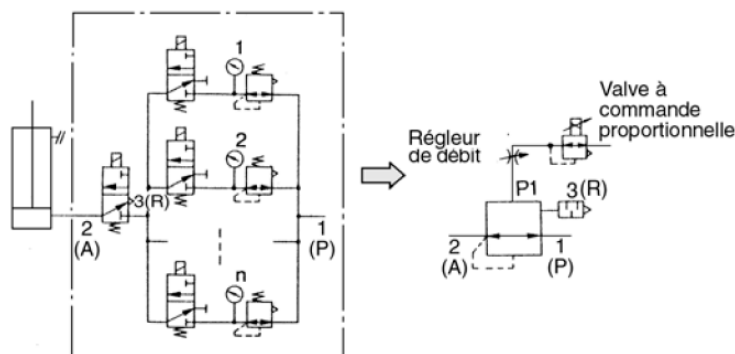 1
2
3(R)
2
(A)
1
(P)
n
Régleur
de débit
Valve à
commande
proportionnelle
P1
3(R)
2
(A)
1
(P)